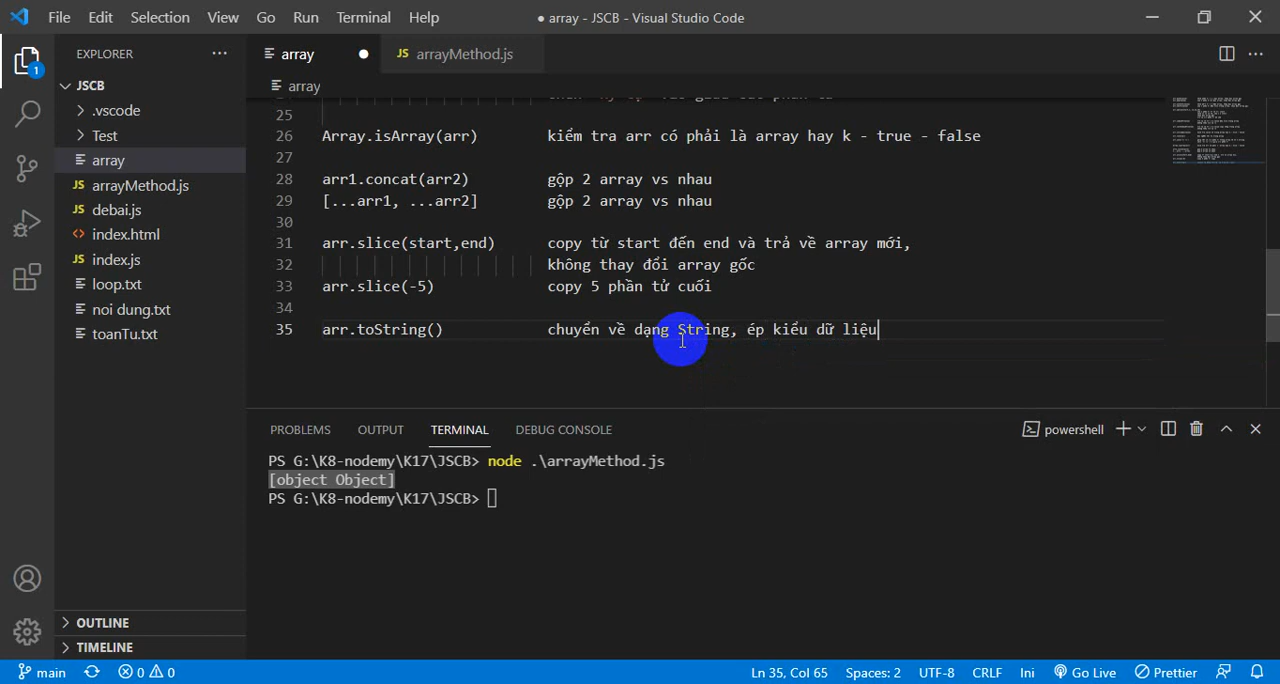 File Edit Selection View Go Run Terminal Help ● array - JSCB - Visual Studio Code
EXPLORER ···
array ● JS arrayMethod.js
1
JSCB
array
.vscode
Test
array
JS arrayMethod.js
JS debai.js
<> index.html
JS index.js
loop.txt
noi dung.txt
toanTu.txt
OUTLINE
TIMELINE
25
26 Array.isArray(arr) kiểm tra arr có phải là array hay k - true - false
27
28 arr1.concat(arr2) gộp 2 array vs nhau
29 [...arr1, ...arr2] gộp 2 array vs nhau
30
31 arr.slice(start,end) copy từ start đến end và trả về array mới,
32 không thay đổi array gốc
33 arr.slice(-5) copy 5 phần tử cuối
34
35 arr.toString() chuyển về dạng String, ép kiểu dữ liệu
PROBLEMS OUTPUT TERMINAL DEBUG CONSOLE powershell
PS G:\K8-nodemy\K17\JSCB> node .\arrayMethod.js
[object Object]
PS G:\K8-nodemy\K17\JSCB>
main 0 0 Ln 35, Col 65 Spaces: 2 UTF-8 CRLF Ini Go Live Prettier